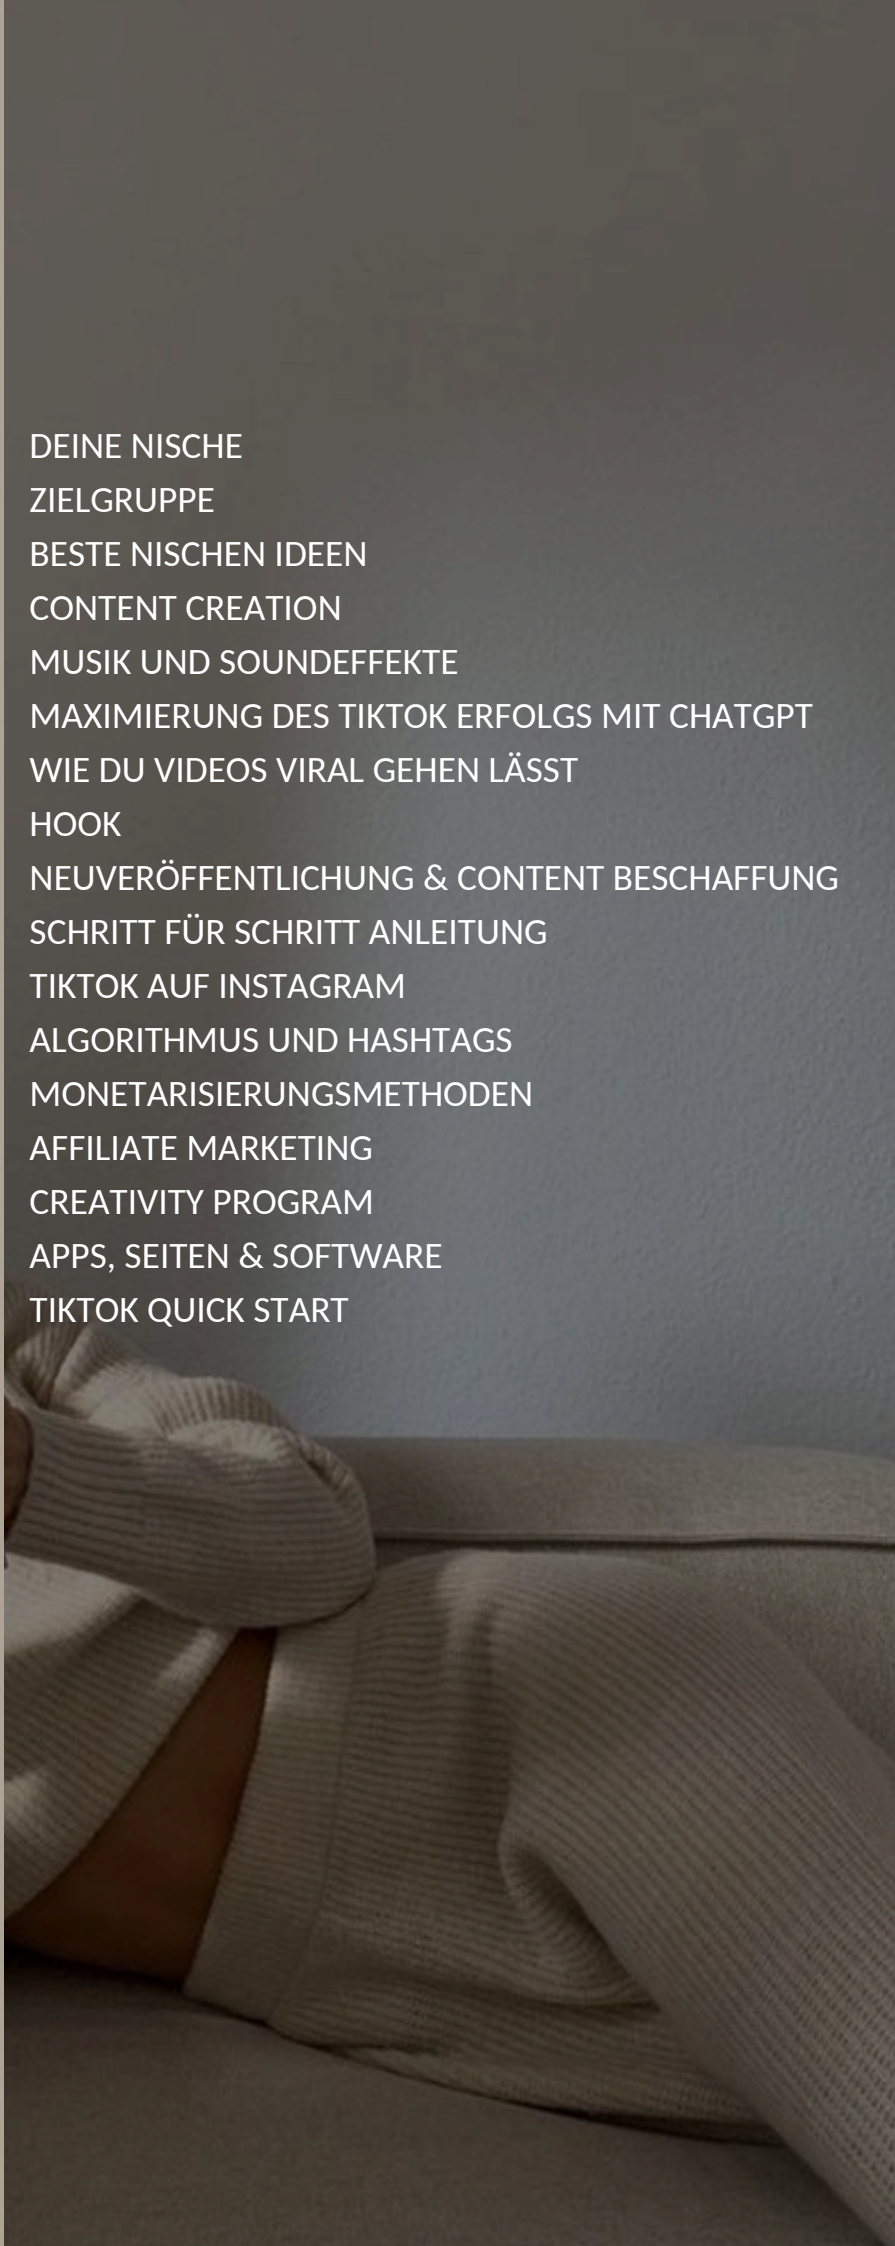 DEINE NISCHE
ZIELGRUPPE
BESTE NISCHEN IDEEN
CONTENT CREATION
MUSIK UND SOUNDEFFEKTE
MAXIMIERUNG DES TIKTOK ERFOLGS MIT CHATGPT
WIE DU VIDEOS VIRAL GEHEN LÄSST
HOOK
NEUVERÖFFENTLICHUNG & CONTENT BESCHAFFUNG
SCHRITT FÜR SCHRITT ANLEITUNG
TIKTOK AUF INSTAGRAM
ALGORITHMUS UND HASHTAGS
MONETARISIERUNGSMETHODEN
AFFILIATE MARKETING
CREATIVITY PROGRAM
APPS, SEITEN & SOFTWARE
TIKTOK QUICK START